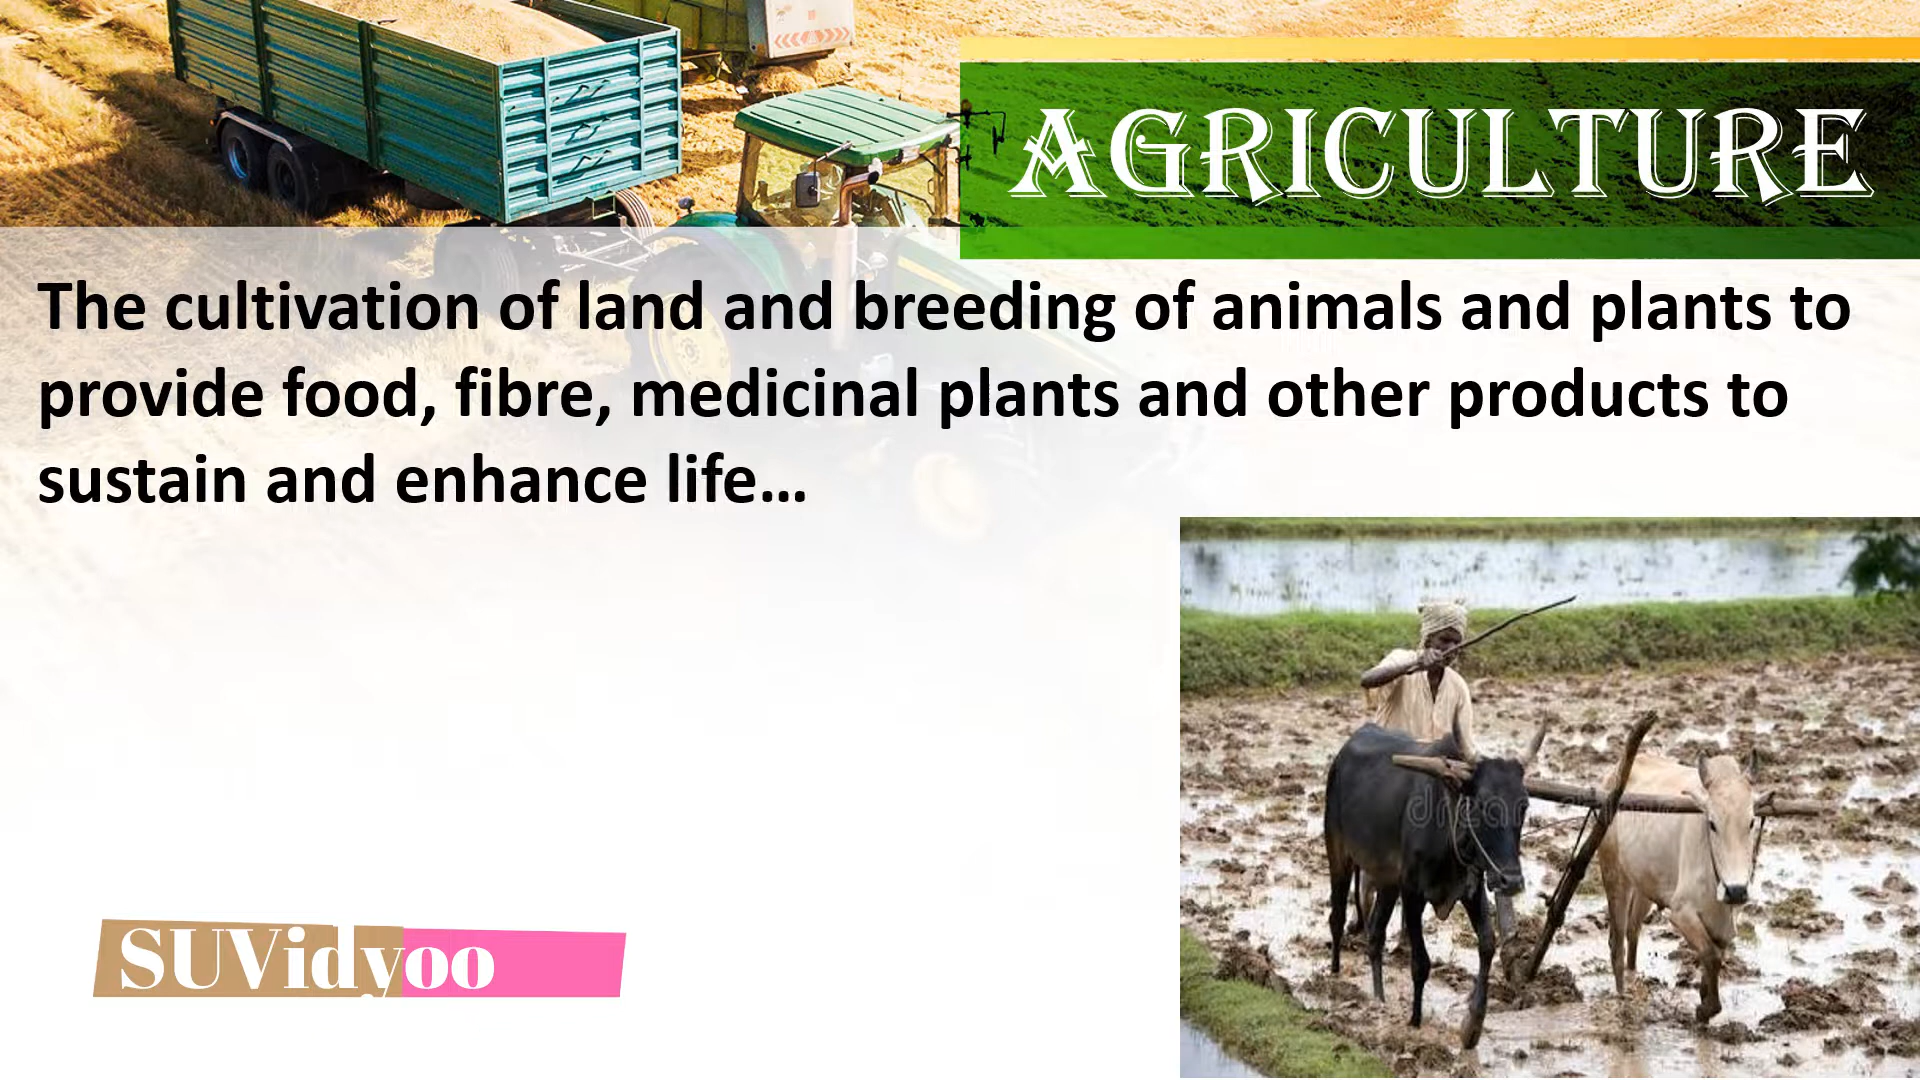 AGRICULTURE
The cultivation of land and breeding of animals and plants to
provide food, fibre, medicinal plants and other products to
sustain and enhance life...
SUVidyoo